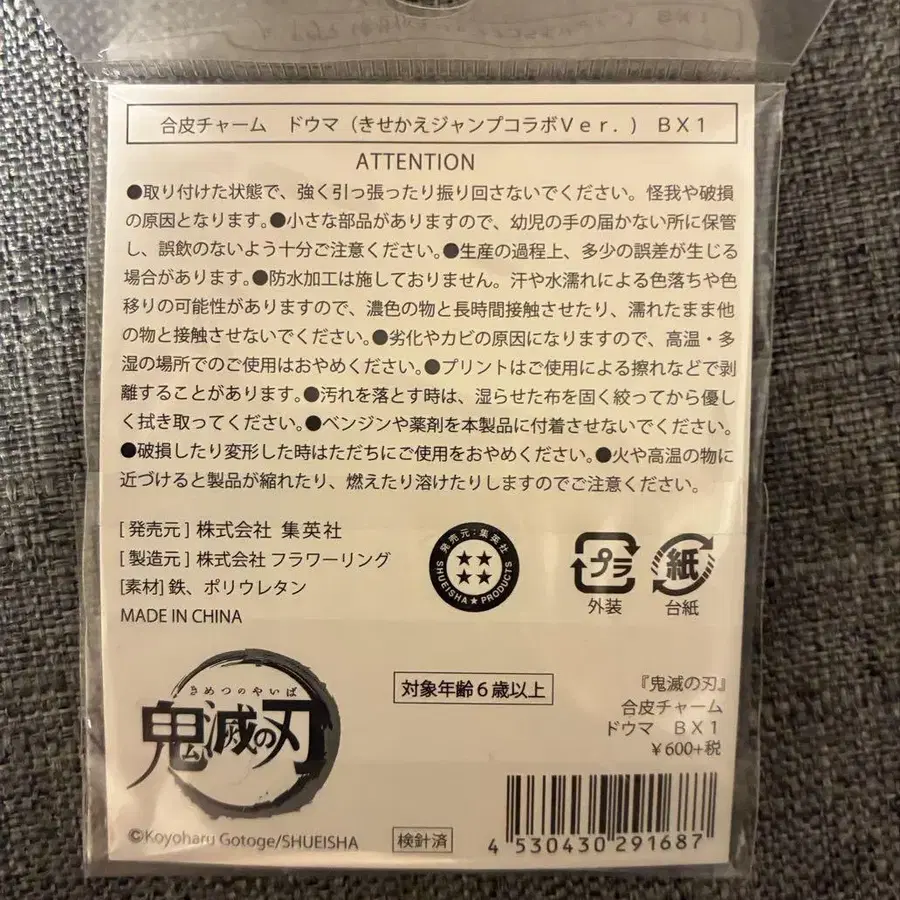 合皮チャーム　ドウマ（きせかえジャンプコラボＶｅｒ．）　ＢＸ１
ATTENTION
●取り付けた状態で、強く引っ張ったり振り回さないでください。怪我や破損
の原因となります。●小さな部品がありますので、幼児の手の届かない所に保管
し、誤飲のないよう十分ご注意ください。●生産の過程上、多少の誤差が生じる
場合があります。●防水加工は施しておりません。汗や水濡れによる色落ちや色
移りの可能性がありますので、濃色の物と長時間接触させたり、濡れたまま他
の物と接触させないでください。●劣化やカビの原因になりますので、高温・多
湿の場所でのご使用はおやめください。●プリントはご使用による擦れなどで剥
離することがあります。●汚れを落とす時は、湿らせた布を固く絞ってから優し
く拭き取ってください。●ベンジンや薬剤を本製品に付着させないでください。
●破損したり変形した時はただちにご使用をおやめください。●火や高温の物に
近づけると製品が縮れたり、燃えたり溶けたりしますのでご注意ください。
[発売元] 株式会社 集英社
[製造元] 株式会社 フラワーリング
[素材] 鉄、ポリウレタン
MADE IN CHINA
発売元：集英社
SHUEISHA★PRODUCTS
プラ
外装
紙
台紙
きめつのやいば
鬼滅の刃
対象年齢６歳以上
『鬼滅の刃』
合皮チャーム
ドウマ　ＢＸ１
￥600+税
©Koyoharu Gotoge/SHUEISHA
検針済
4 530430 291687